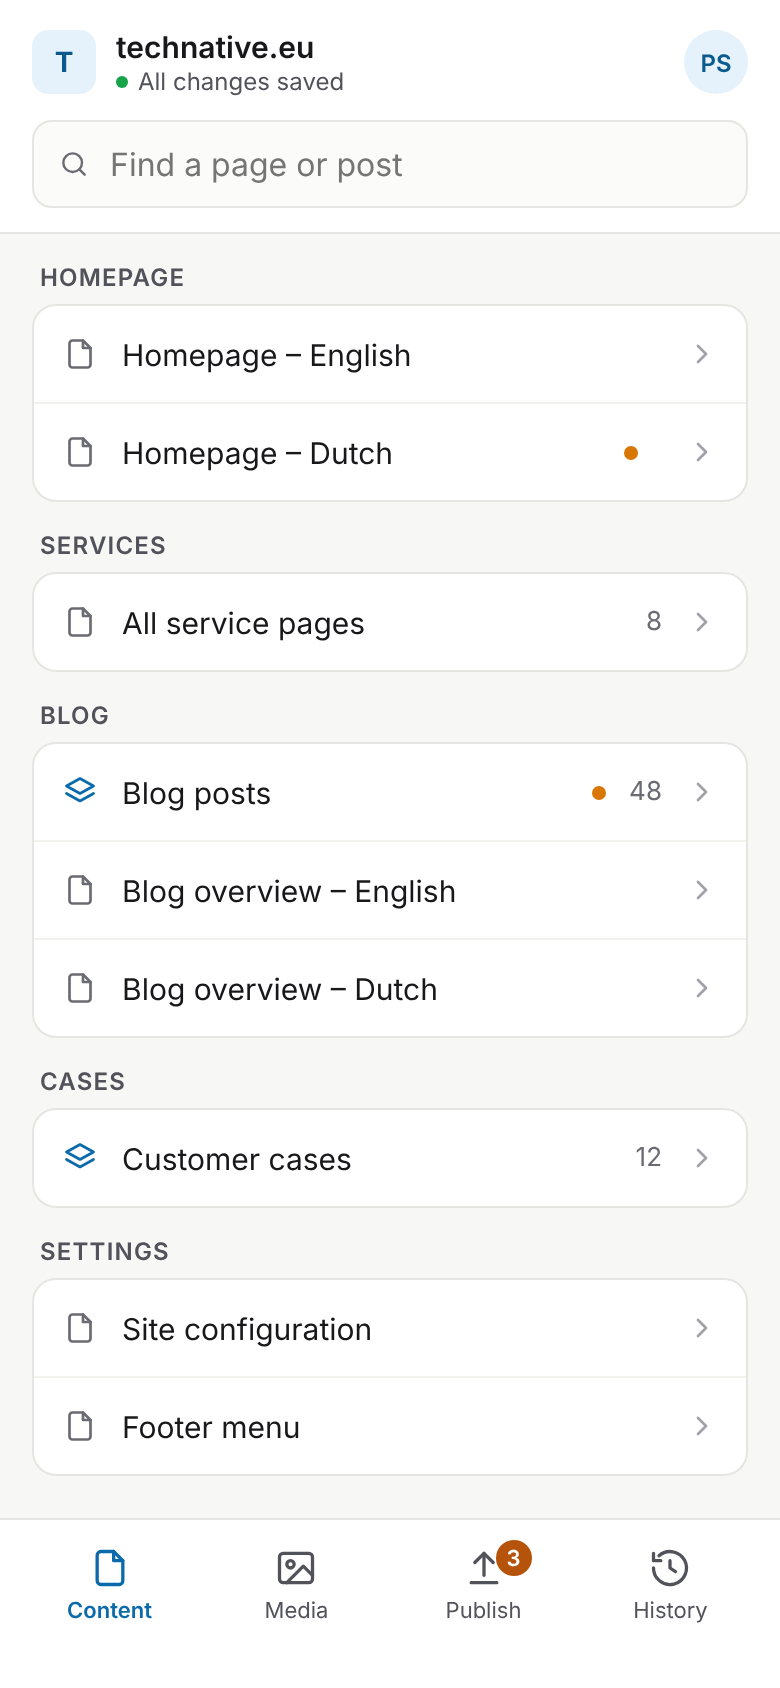 T
technative.eu
All changes saved
PS
Find a page or post
HOMEPAGE
Homepage – English
Homepage – Dutch
SERVICES
All service pages 8
BLOG
Blog posts 48
Blog overview – English
Blog overview – Dutch
CASES
Customer cases 12
SETTINGS
Site configuration
Footer menu
3
Content Media Publish History